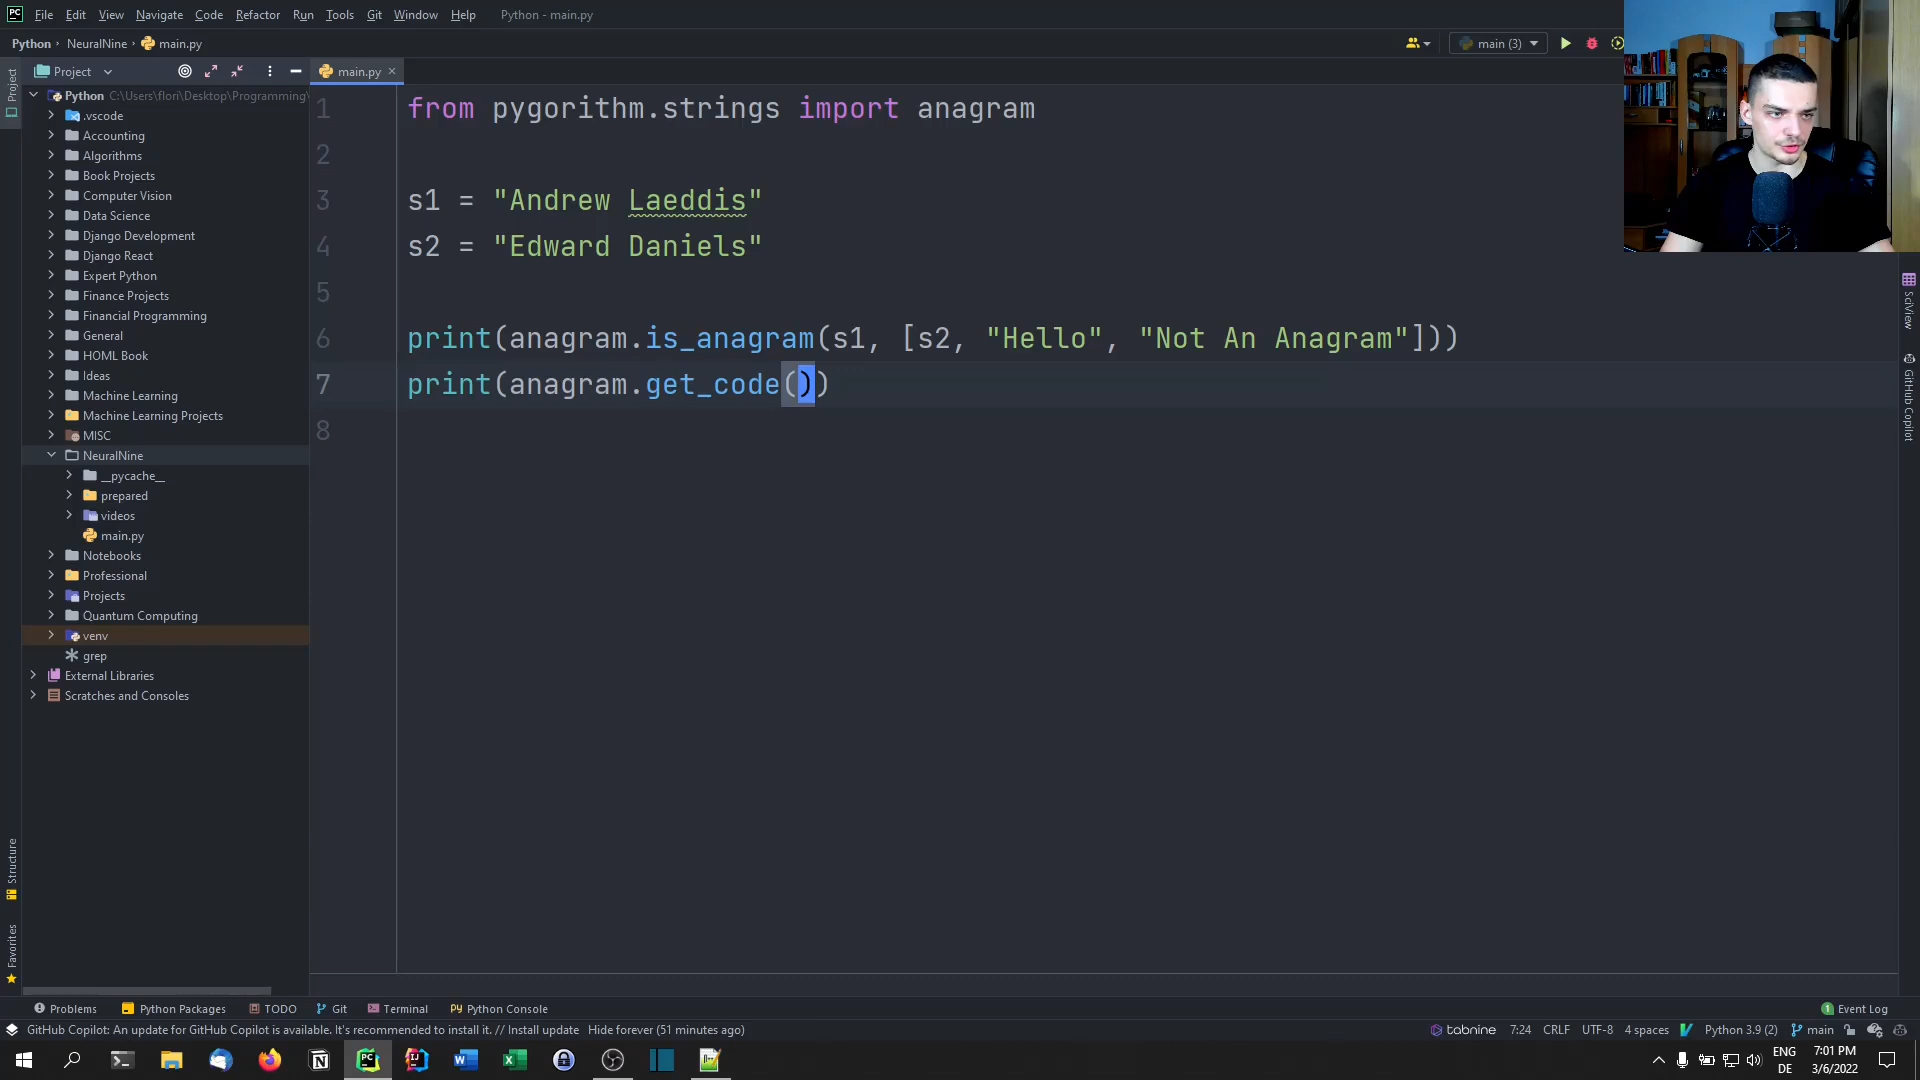 File Edit View Navigate Code Refactor Run Tools Git Window Help Python - main.py
Python NeuralNine main.py main (3)
Project main.py
Python C:\Users\flori\Desktop\Programming\
.vscode
Accounting
Algorithms
Book Projects
Computer Vision
Data Science
Django Development
Django React
Expert Python
Finance Projects
Financial Programming
General
HOML Book
Ideas
Machine Learning
Machine Learning Projects
MISC
NeuralNine
__pycache__
prepared
videos
main.py
Notebooks
Professional
Projects
Quantum Computing
venv
grep
External Libraries
Scratches and Consoles
1 from pygorithm.strings import anagram
2
3 s1 = "Andrew Laeddis"
4 s2 = "Edward Daniels"
5
6 print(anagram.is_anagram(s1, [s2, "Hello", "Not An Anagram"]))
7 print(anagram.get_code())
8
Project
Structure
Favorites
SciView
GitHub Copilot
Problems Python Packages TODO Git Terminal Python Console 1 Event Log
GitHub Copilot: An update for GitHub Copilot is available. It's recommended to install it. // Install update Hide forever (51 minutes ago) tabnine 7:24 CRLF UTF-8 4 spaces Python 3.9 (2) main
ENG 7:01 PM
DE 3/6/2022